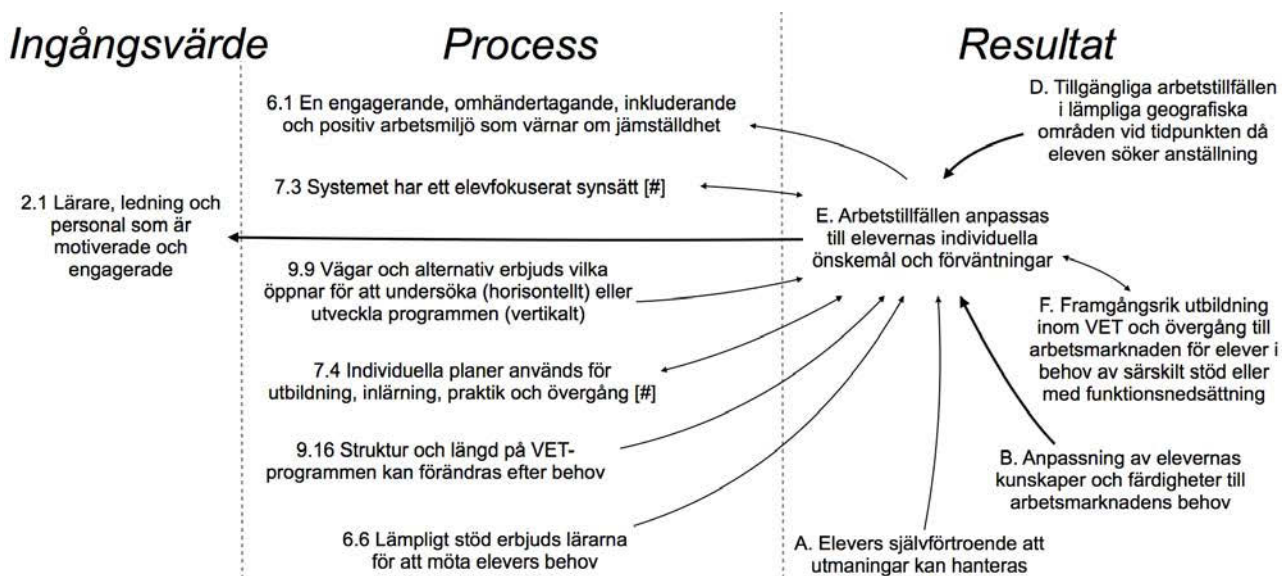 Ingångsvärde
Process
Resultat
6.1 En engagerande, omhändertagande, inkluderande
och positiv arbetsmiljö som värnar om jämställdhet
D. Tillgängliga arbetstillfällen
i lämpliga geografiska
områden vid tidpunkten då
eleven söker anställning
7.3 Systemet har ett elevfokuserat synsätt [#]
2.1 Lärare, ledning och
personal som är
motiverade och
engagerade
E. Arbetstillfällen anpassas
till elevernas individuella
önskemål och förväntningar
9.9 Vägar och alternativ erbjuds vilka
öppnar för att undersöka (horisontellt) eller
utveckla programmen (vertikalt)
F. Framgångsrik utbildning
inom VET och övergång till
arbetsmarknaden för elever i
behov av särskilt stöd eller
med funktionsnedsättning
7.4 Individuella planer används för
utbildning, inlärning, praktik och övergång [#]
9.16 Struktur och längd på VET-
programmen kan förändras efter behov
B. Anpassning av elevernas
kunskaper och färdigheter till
arbetsmarknadens behov
6.6 Lämpligt stöd erbjuds lärarna
för att möta elevers behov
A. Elevers självförtroende att
utmaningar kan hanteras